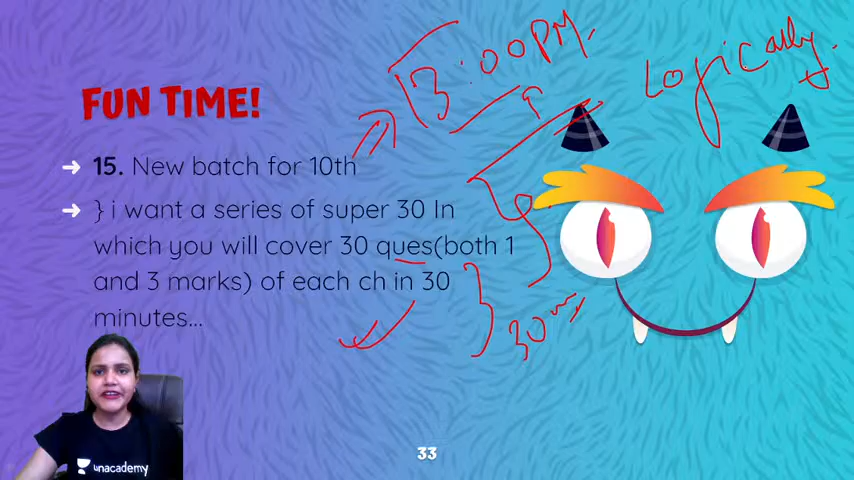 3:00PM.
Logically.
FUN TIME!
→ 15. New batch for 10th
→ } i want a series of super 30 In
which you will cover 30 ques(both 1
and 3 marks) of each ch in 30
minutes...
30
unacademy
33